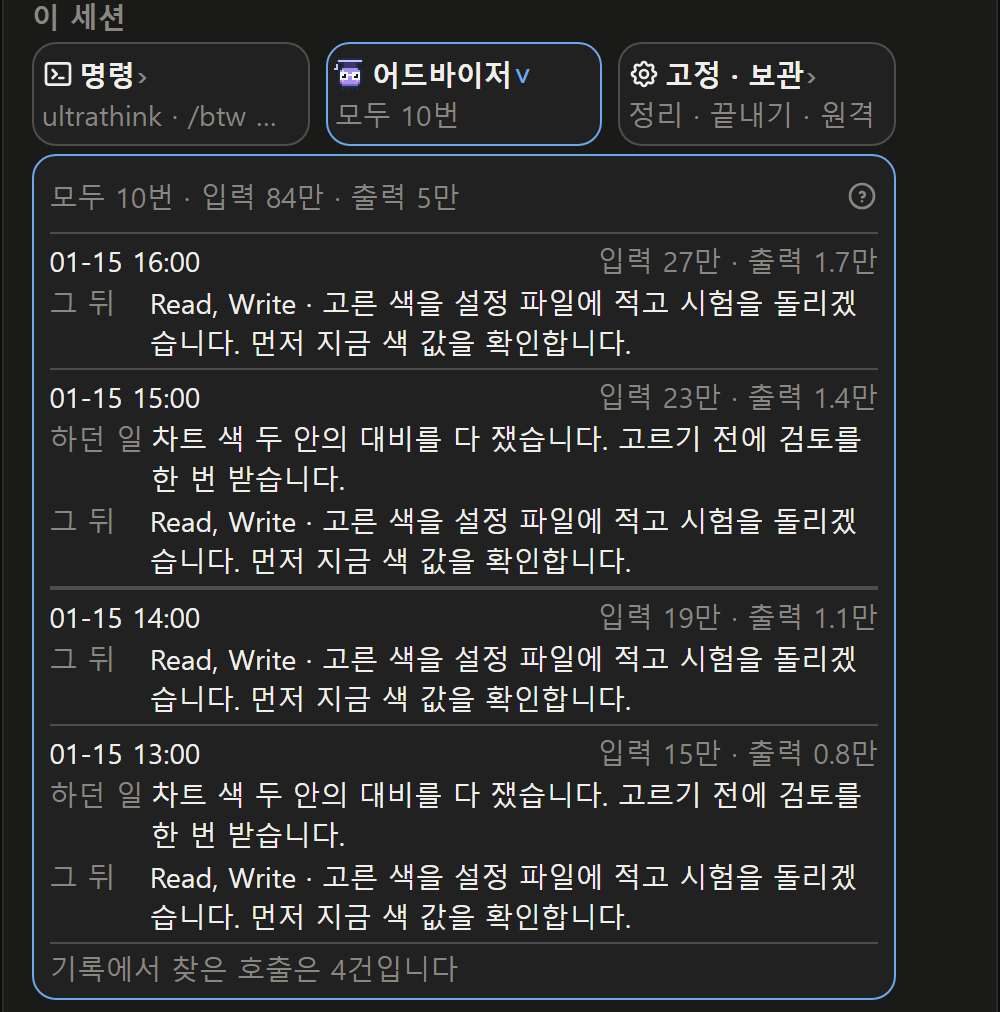 이 세션
명령›
어드바이저˅
고정 · 보관›
ultrathink · /btw ...
모두 10번
정리 · 끝내기 · 원격
모두 10번 · 입력 84만 · 출력 5만
?
01-15 16:00 입력 27만 · 출력 1.7만
그 뒤 Read, Write · 고른 색을 설정 파일에 적고 시험을 돌리겠
습니다. 먼저 지금 색 값을 확인합니다.
01-15 15:00 입력 23만 · 출력 1.4만
하던 일 차트 색 두 안의 대비를 다 쟀습니다. 고르기 전에 검토를
한 번 받습니다.
그 뒤 Read, Write · 고른 색을 설정 파일에 적고 시험을 돌리겠
습니다. 먼저 지금 색 값을 확인합니다.
01-15 14:00 입력 19만 · 출력 1.1만
그 뒤 Read, Write · 고른 색을 설정 파일에 적고 시험을 돌리겠
습니다. 먼저 지금 색 값을 확인합니다.
01-15 13:00 입력 15만 · 출력 0.8만
하던 일 차트 색 두 안의 대비를 다 쟀습니다. 고르기 전에 검토를
한 번 받습니다.
그 뒤 Read, Write · 고른 색을 설정 파일에 적고 시험을 돌리겠
습니다. 먼저 지금 색 값을 확인합니다.
기록에서 찾은 호출은 4건입니다